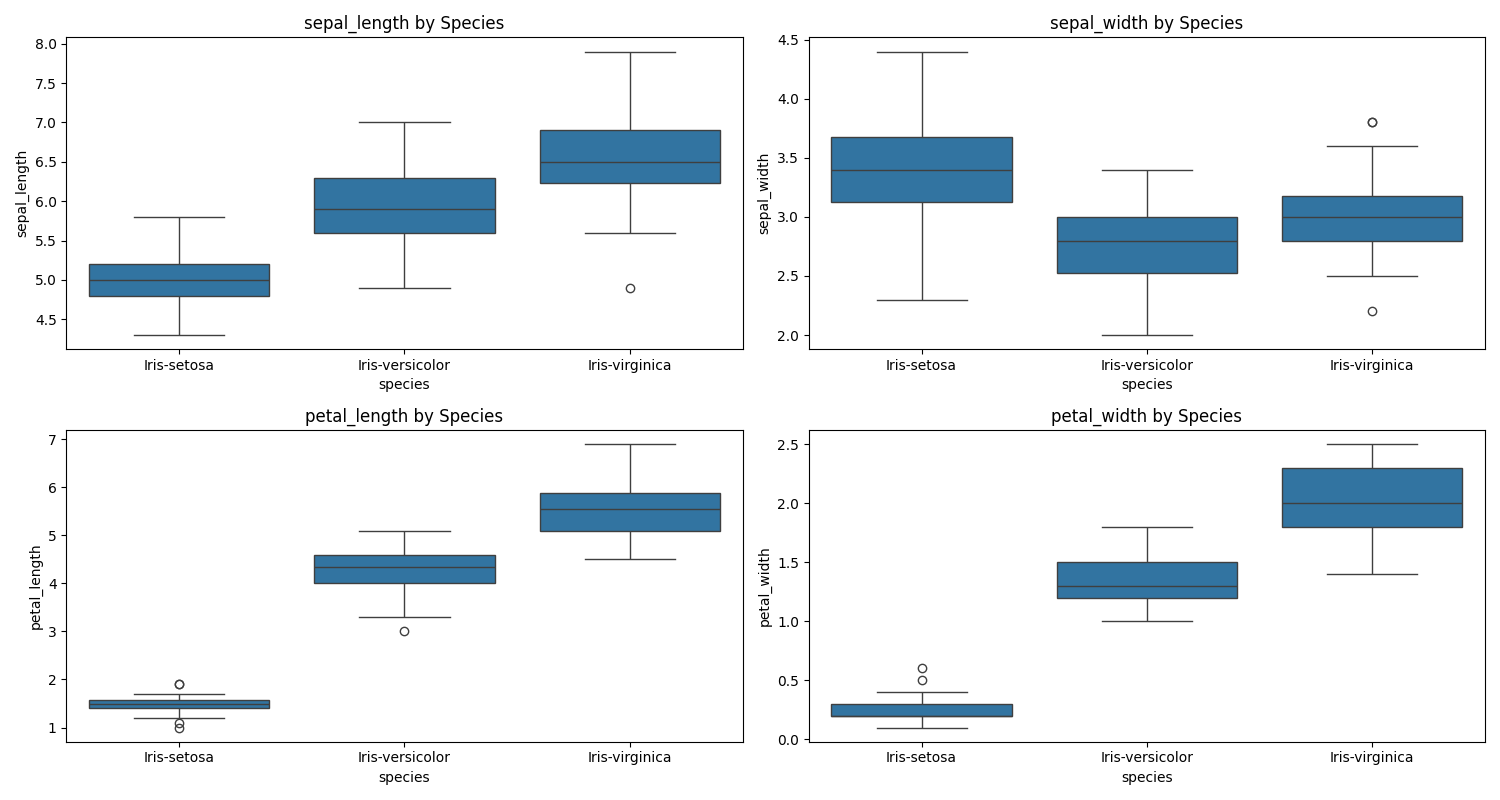 sepal_length by Species
sepal_length
8.0
7.5
7.0
6.5
6.0
5.5
5.0
4.5
Iris-setosa Iris-versicolor Iris-virginica
species
sepal_width by Species
sepal_width
4.5
4.0
3.5
3.0
2.5
2.0
Iris-setosa Iris-versicolor Iris-virginica
species
petal_length by Species
petal_length
7
6
5
4
3
2
1
Iris-setosa Iris-versicolor Iris-virginica
species
petal_width by Species
petal_width
2.5
2.0
1.5
1.0
0.5
0.0
Iris-setosa Iris-versicolor Iris-virginica
species